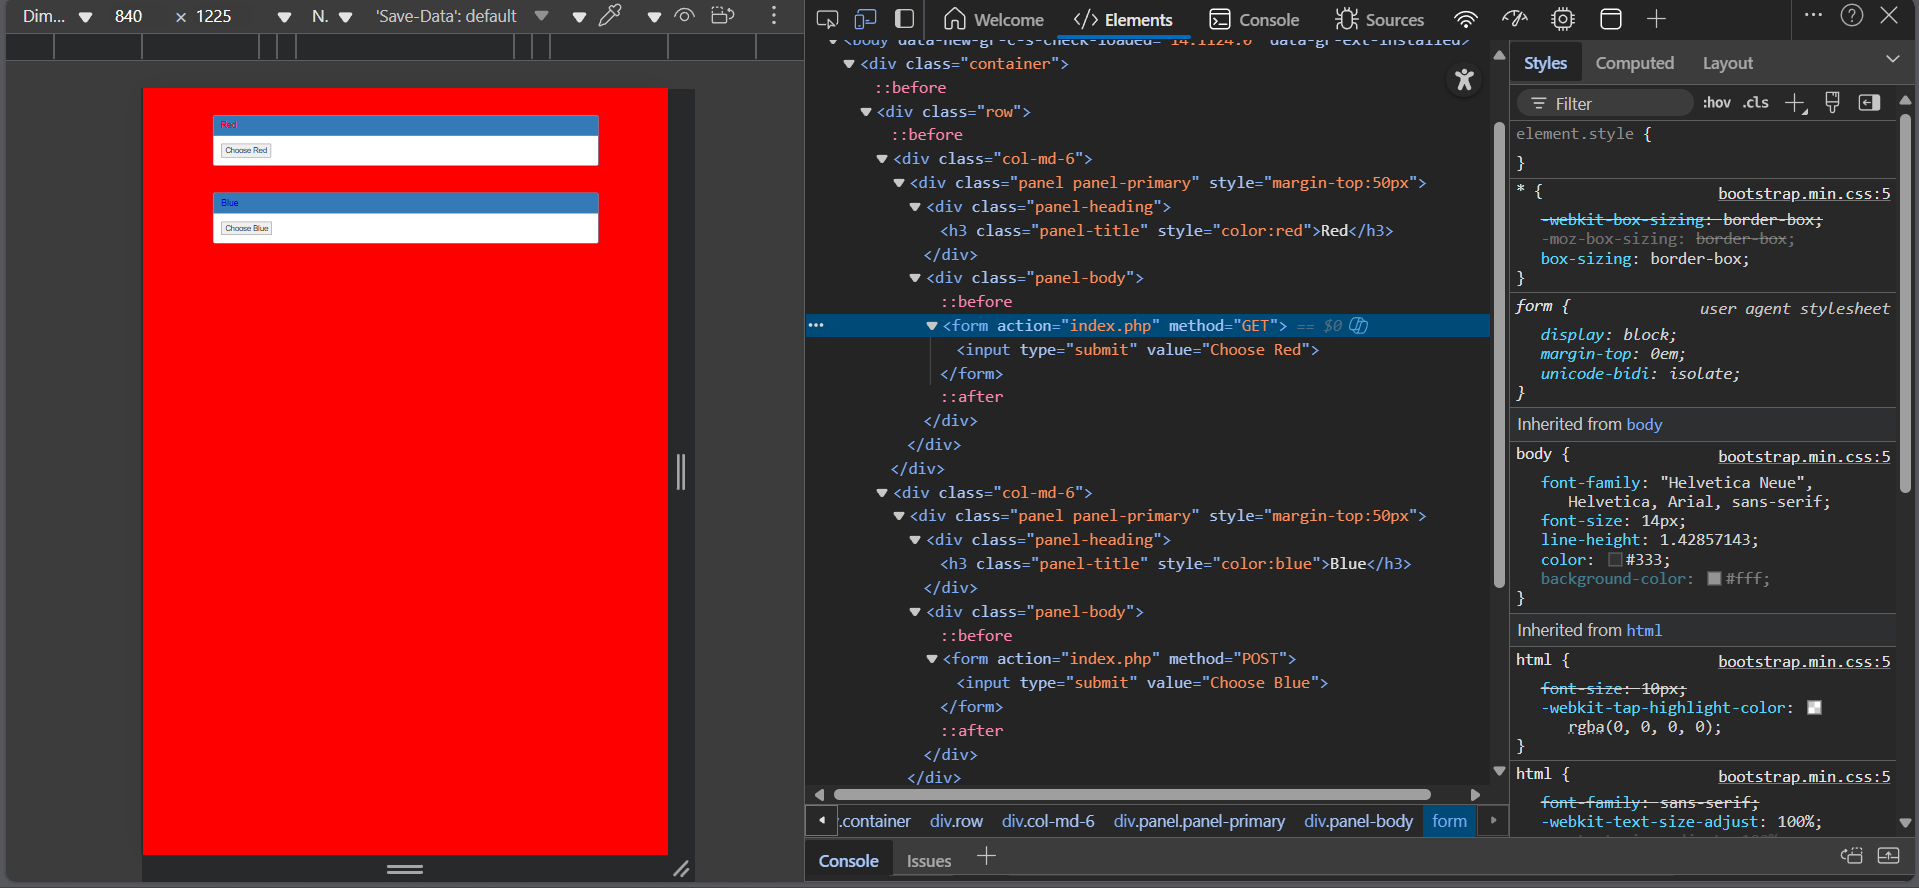 Dim... 840 × 1225 N. 'Save-Data': default
Red
Choose Red
Blue
Choose Blue
Welcome </> Elements Console Sources
<body data-new-gr-c-s-check-loaded="14.1124.0" data-gr-ext-installed>
<div class="container">
::before
<div class="row">
::before
<div class="col-md-6">
<div class="panel panel-primary" style="margin-top:50px">
<div class="panel-heading">
<h3 class="panel-title" style="color:red">Red</h3>
</div>
<div class="panel-body">
::before
<form action="index.php" method="GET"> == $0
<input type="submit" value="Choose Red">
</form>
::after
</div>
</div>
</div>
<div class="col-md-6">
<div class="panel panel-primary" style="margin-top:50px">
<div class="panel-heading">
<h3 class="panel-title" style="color:blue">Blue</h3>
</div>
<div class="panel-body">
::before
<form action="index.php" method="POST">
<input type="submit" value="Choose Blue">
</form>
::after
</div>
</div>
.container div.row div.col-md-6 div.panel.panel-primary div.panel-body form
Console Issues
Styles Computed Layout
Filter :hov .cls
element.style {
}
* { bootstrap.min.css:5
-webkit-box-sizing: border-box;
-moz-box-sizing: border-box;
box-sizing: border-box;
}
form { user agent stylesheet
display: block;
margin-top: 0em;
unicode-bidi: isolate;
}
Inherited from body
body { bootstrap.min.css:5
font-family: "Helvetica Neue",
Helvetica, Arial, sans-serif;
font-size: 14px;
line-height: 1.42857143;
color: #333;
background-color: #fff;
}
Inherited from html
html { bootstrap.min.css:5
font-size: 10px;
-webkit-tap-highlight-color:
rgba(0, 0, 0, 0);
}
html { bootstrap.min.css:5
font-family: sans-serif;
-webkit-text-size-adjust: 100%;